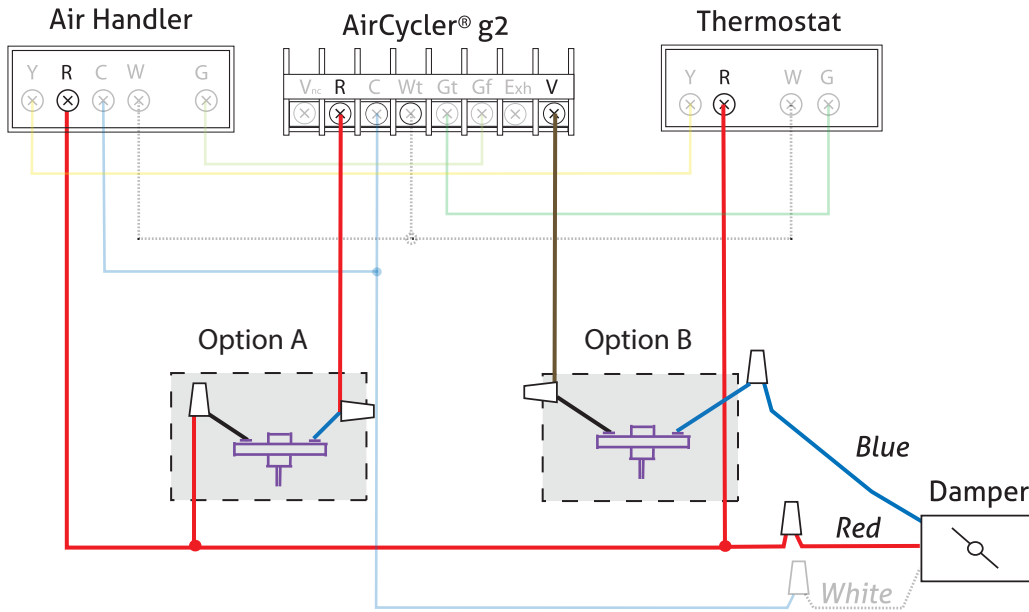 Air Handler
AirCycler® g2
Thermostat
Y R C W G
Vnc R C Wt Gt Gf Exh V
Y R W G
Option A
Option B
Blue
Damper
Red
White